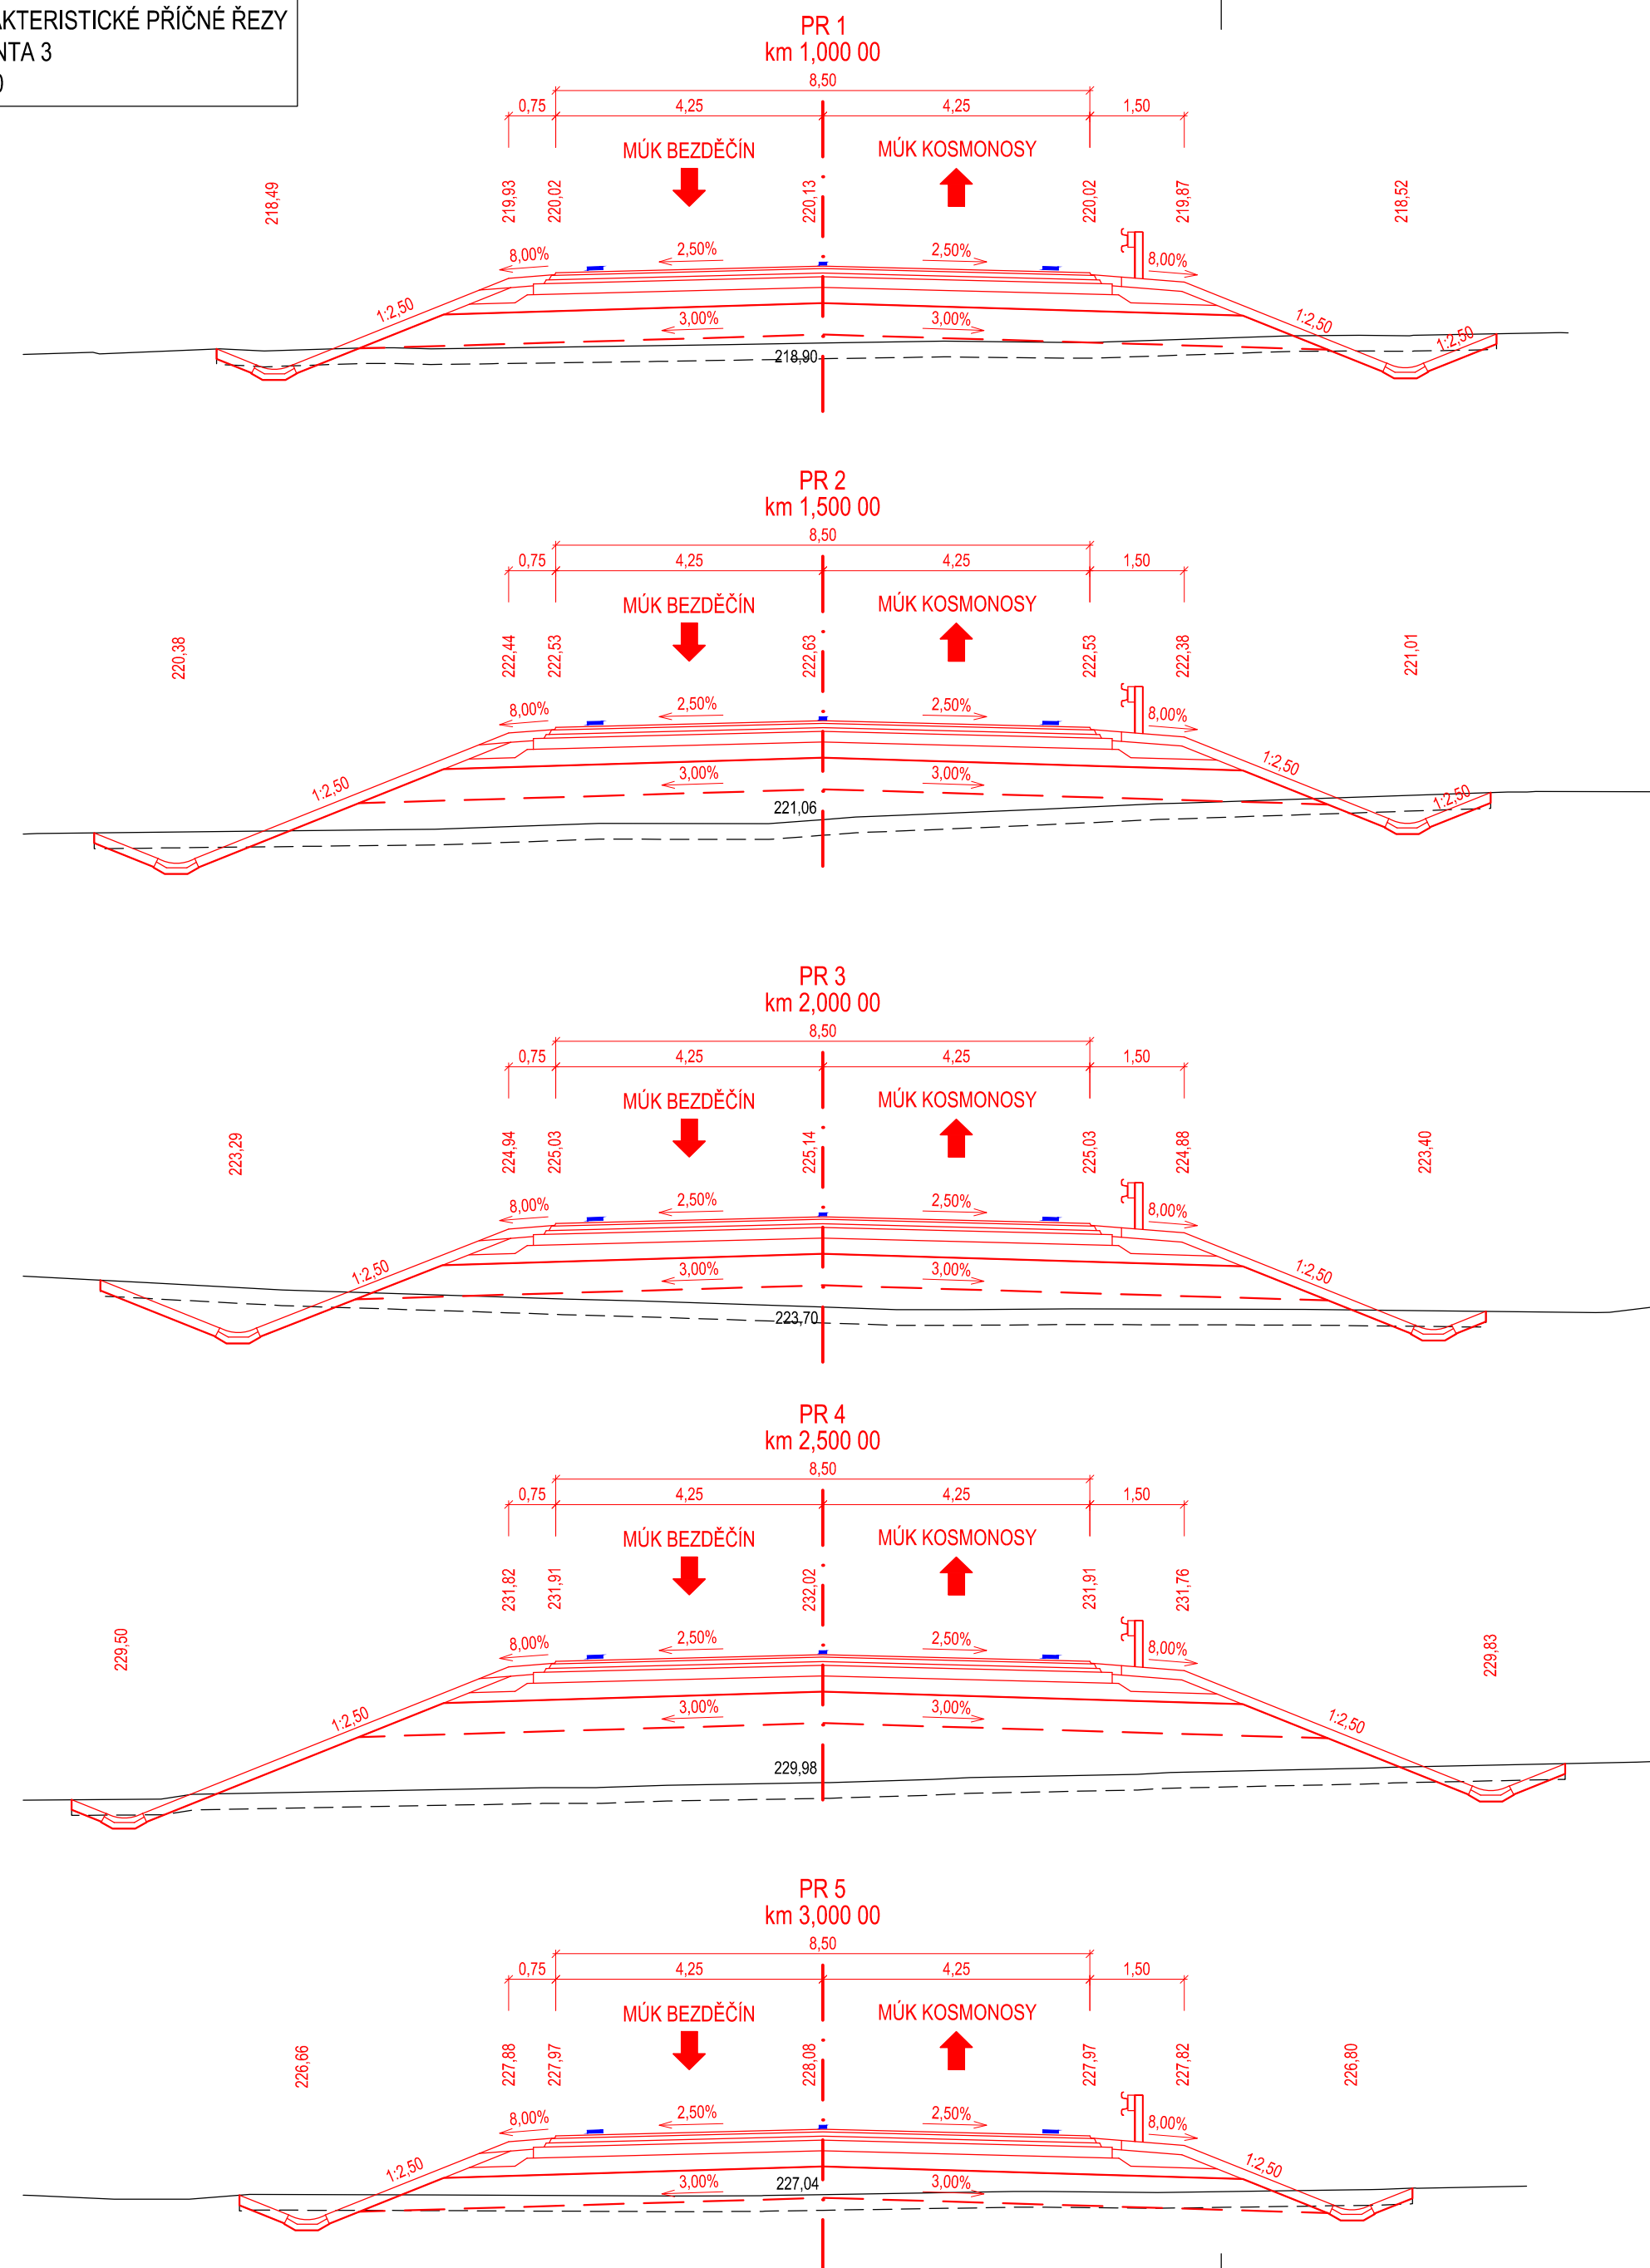 AKTERISTICKÉ PŘÍČNÉ ŘEZY
NTA 3
PR 1
km 1,000 00
8,50
0,75 4,25 4,25 1,50
MÚK BEZDĚČÍN MÚK KOSMONOSY
218,49 219,93 220,02 220,13 220,02 219,87 218,52
8,00% 2,50% 2,50% 8,00%
1:2,50 3,00% 3,00% 1:2,50 1:2,50
218,90
PR 2
km 1,500 00
8,50
0,75 4,25 4,25 1,50
MÚK BEZDĚČÍN MÚK KOSMONOSY
220,38 222,44 222,53 222,63 222,53 222,38 221,01
8,00% 2,50% 2,50% 8,00%
1:2,50 3,00% 3,00% 1:2,50 1:2,50
221,06
PR 3
km 2,000 00
8,50
0,75 4,25 4,25 1,50
MÚK BEZDĚČÍN MÚK KOSMONOSY
223,29 224,94 225,03 225,14 225,03 224,88 223,40
8,00% 2,50% 2,50% 8,00%
1:2,50 3,00% 3,00% 1:2,50
223,70
PR 4
km 2,500 00
8,50
0,75 4,25 4,25 1,50
MÚK BEZDĚČÍN MÚK KOSMONOSY
229,50 231,82 231,91 232,02 231,91 231,76 229,83
8,00% 2,50% 2,50% 8,00%
1:2,50 3,00% 3,00% 1:2,50
229,98
PR 5
km 3,000 00
8,50
0,75 4,25 4,25 1,50
MÚK BEZDĚČÍN MÚK KOSMONOSY
226,66 227,88 227,97 228,08 227,97 227,82 226,80
8,00% 2,50% 2,50% 8,00%
1:2,50 3,00% 227,04 3,00% 1:2,50